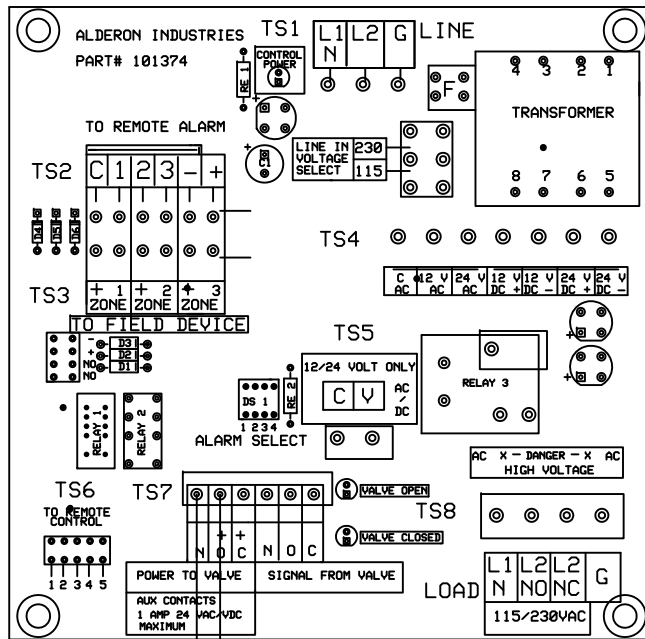 ALDERON INDUSTRIES
PART# 101374
TS1
L1 L2 G LINE
N
CONTROL
POWER
RE 1
+
F
4 3 2 1
TRANSFORMER
8 7 6 5
TO REMOTE ALARM
+
C1
LINE IN 230
VOLTAGE
SELECT 115
TS2
C 1 2 3 - +
D4 D5 D6
TS4
C AC
12 V AC
24 V AC
12 V DC +
12 V DC -
24 V DC +
24 V DC -
TS3
+ 1 + 2 + 3
ZONE ZONE ZONE
TO FIELD DEVICE
-
+
NO
NO
D3
D2
D1
TS5
12/24 VOLT ONLY
C V
AC
/
DC
RELAY 3
+
+
DS 1
1 2 3 4
RE 2
ALARM SELECT
RELAY 1
RELAY 2
AC X - DANGER - X AC
HIGH VOLTAGE
TS6
TO REMOTE
CONTROL
1 2 3 4 5
TS7
+ +
N O C N O C
VALVE OPEN
VALVE CLOSED
POWER TO VALVE SIGNAL FROM VALVE
AUX CONTACTS
1 AMP 24 VAC/VDC
MAXIMUM
TS8
LOAD
L1 L2 L2 G
N NO NC
115/230VAC